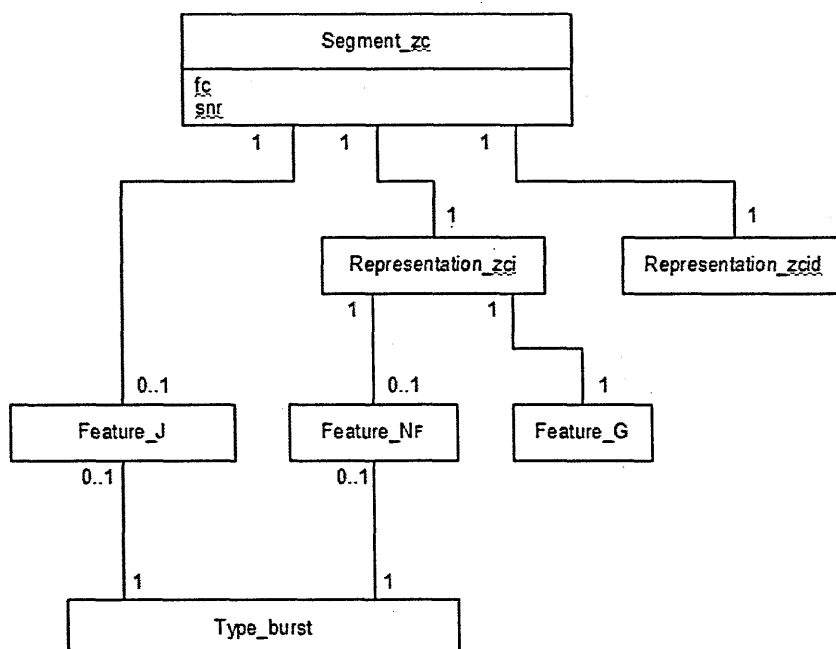 Segment_zc
fc
snr
1 1 1
1 1
Representation_zci Representation_zcid
1 1
0..1 0..1 1
Feature_J Feature_NF Feature_G
0..1 0..1
1 1
Type_burst